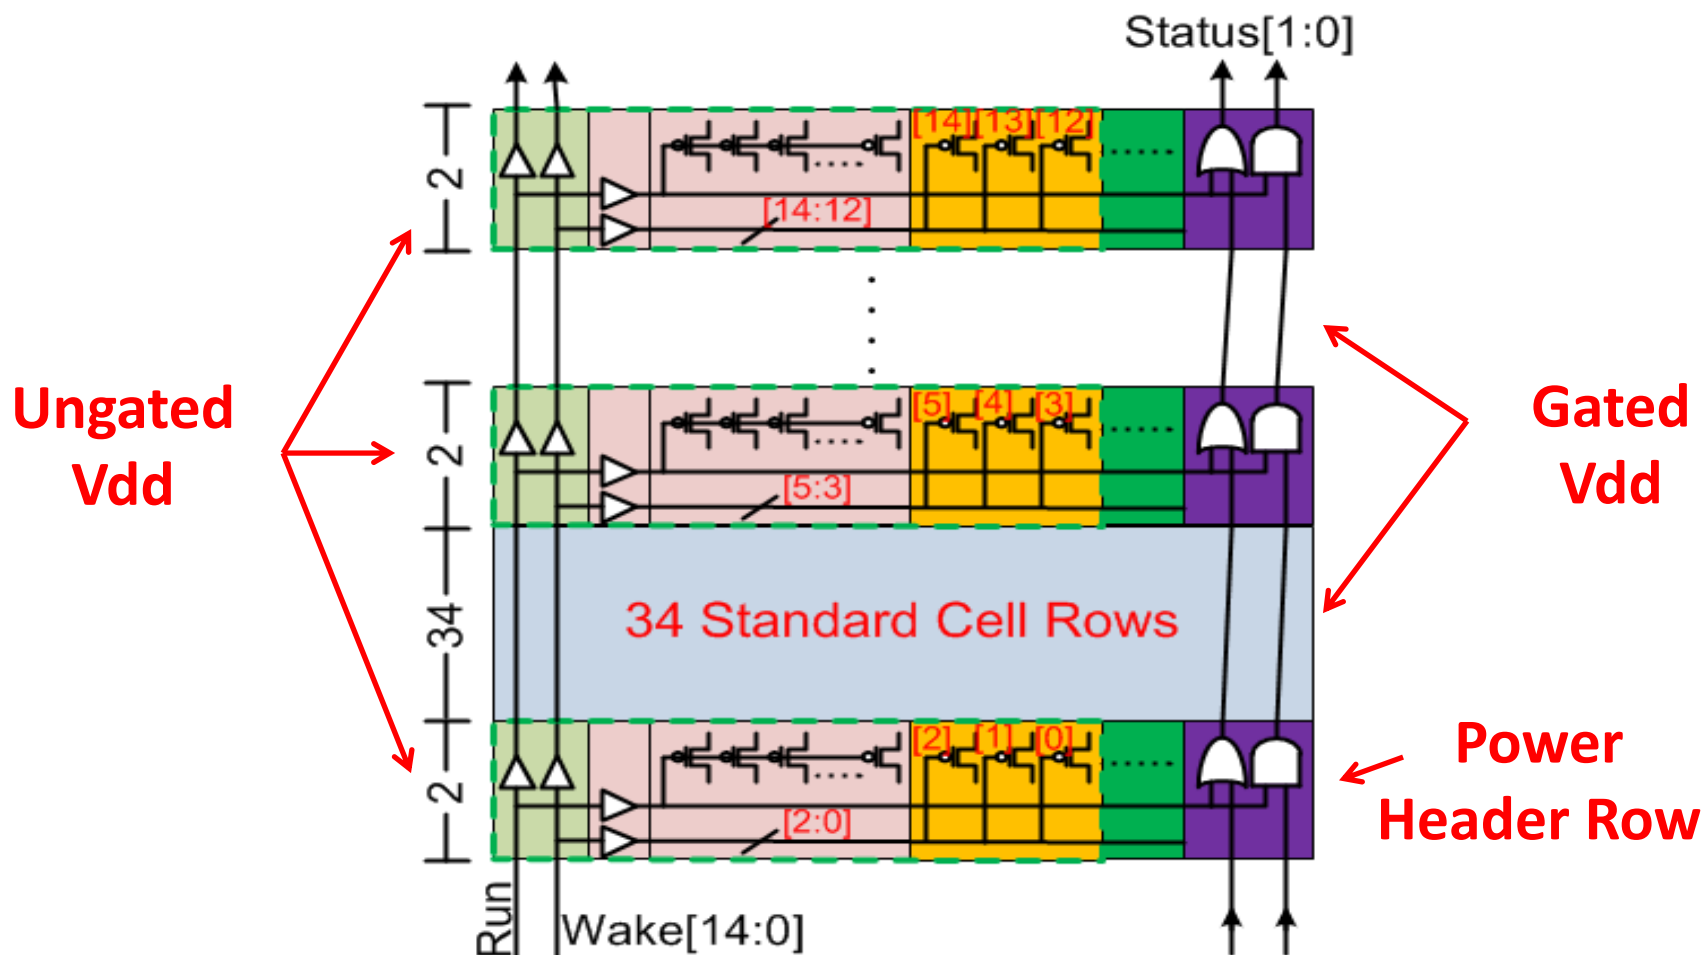 Status[1:0]
[14] [13] [12]
2
[14:12]
Ungated
Vdd
Gated
Vdd
[5] [4] [3]
2
[5:3]
34
34 Standard Cell Rows
Power
Header Row
[2] [1] [0]
2
[2:0]
Run
Wake[14:0]